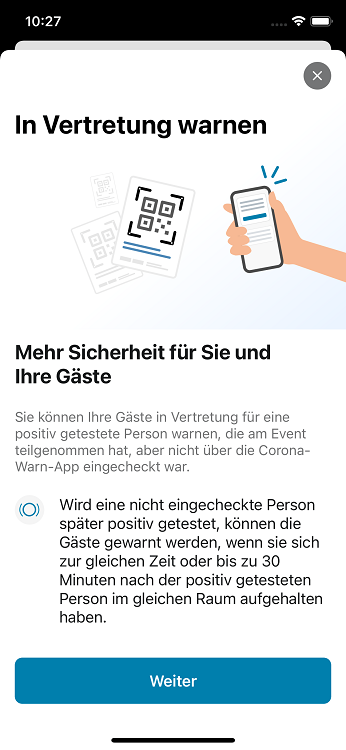 10:27
In Vertretung warnen
Mehr Sicherheit für Sie und
Ihre Gäste
Sie können Ihre Gäste in Vertretung für eine
positiv getestete Person warnen, die am Event
teilgenommen hat, aber nicht über die Corona-
Warn-App eingecheckt war.
Wird eine nicht eingecheckte Person
später positiv getestet, können die
Gäste gewarnt werden, wenn sie sich
zur gleichen Zeit oder bis zu 30
Minuten nach der positiv getesteten
Person im gleichen Raum aufgehalten
haben.
Weiter